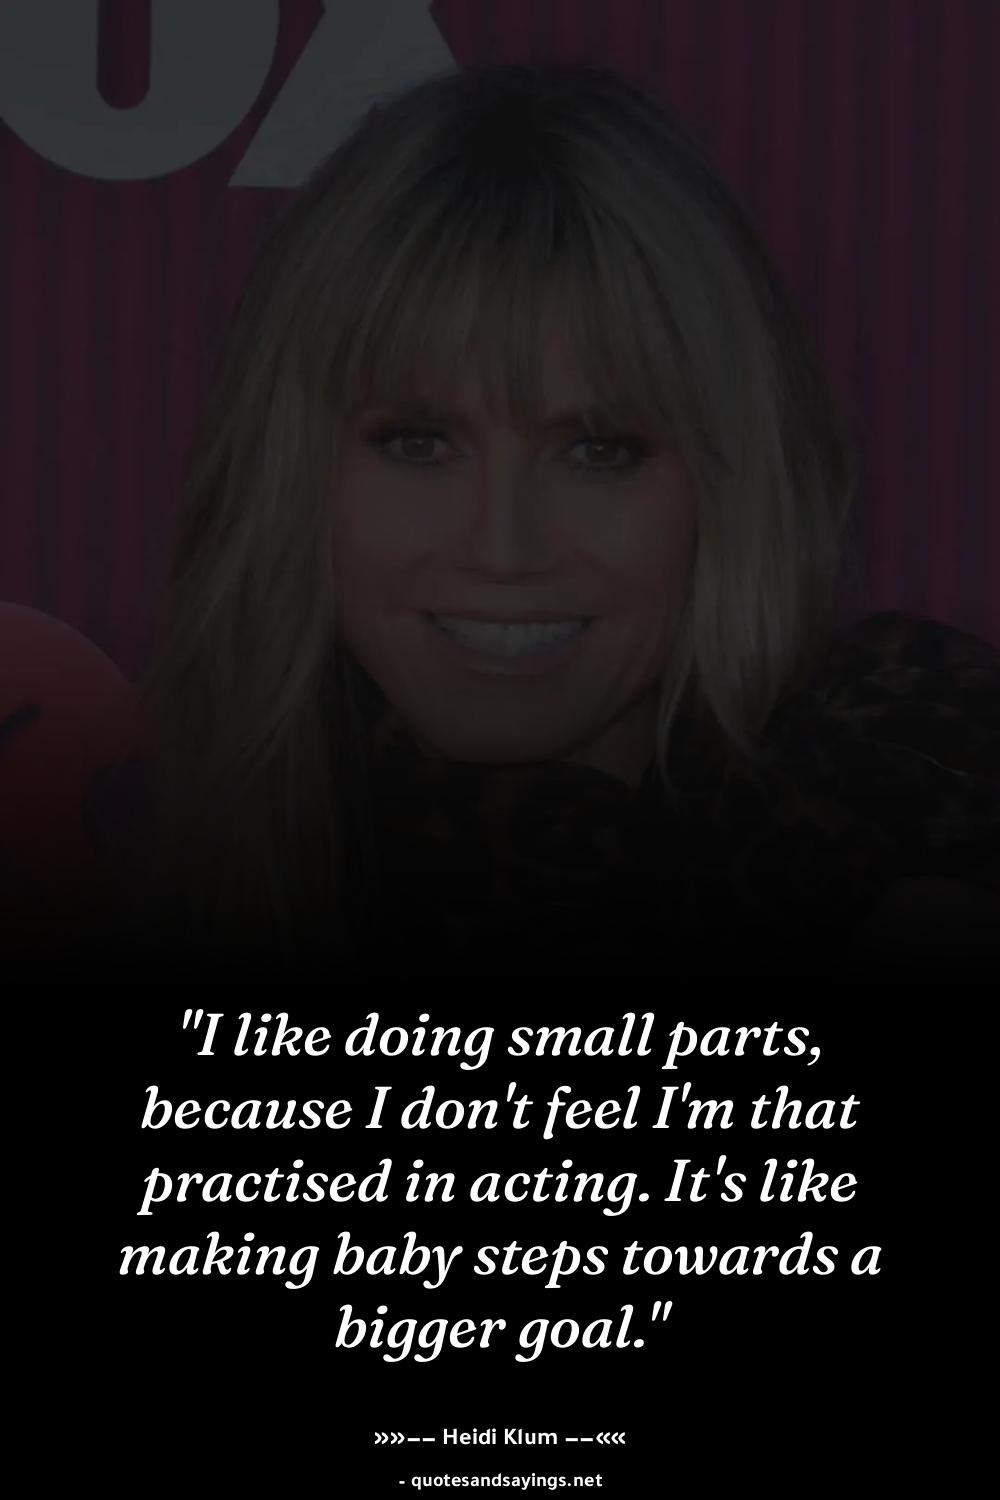 "I like doing small parts,
because I don't feel I'm that
practised in acting. It's like
making baby steps towards a
bigger goal."
»»–– Heidi Klum ––««
- quotesandsayings.net